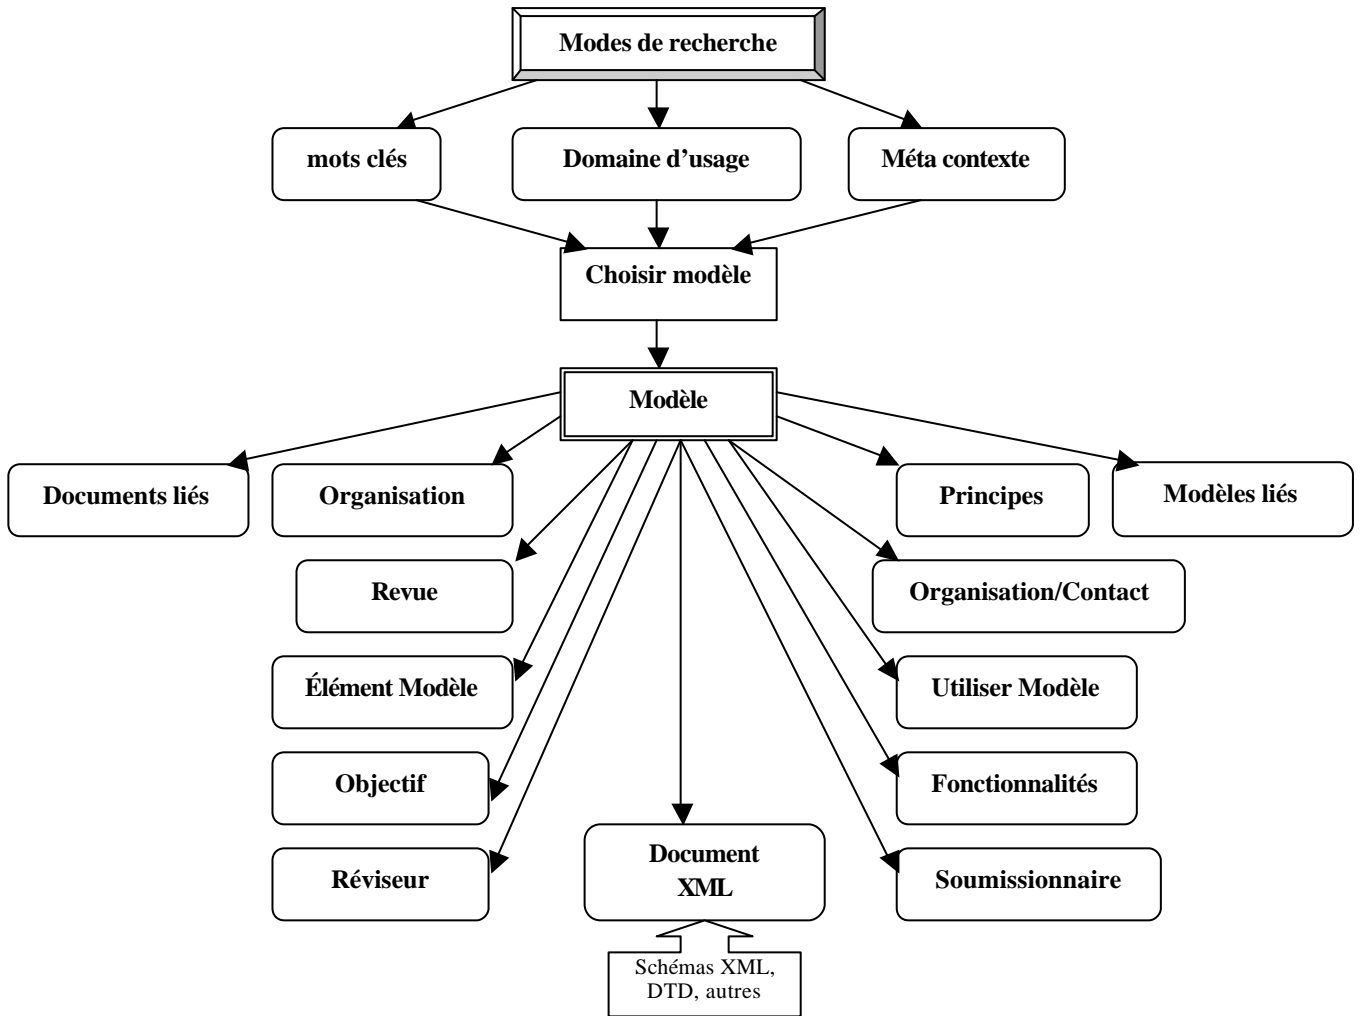 Modes de recherche
mots clés
Domaine d’usage
Méta contexte
Choisir modèle
Modèle
Documents liés
Organisation
Principes
Modèles liés
Revue
Organisation/Contact
Élément Modèle
Utiliser Modèle
Objectif
Fonctionnalités
Réviseur
Document
XML
Soumissionnaire
Schémas XML,
DTD, autres